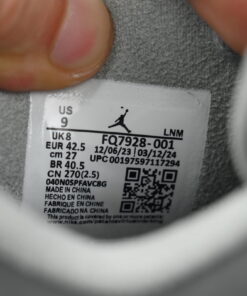 US
9
LNM
UK 8
FQ7928-001
EUR 42.5
12/06/23
03/12/24
cm 27
UPC 00197597117294
BR 40.5
CN 270(2.5)
040N05PFAVCBG
MADE IN CHINA
HECHO EN CHINA
FABRIQUE EN CHINE
FABRICADO NA CHINA